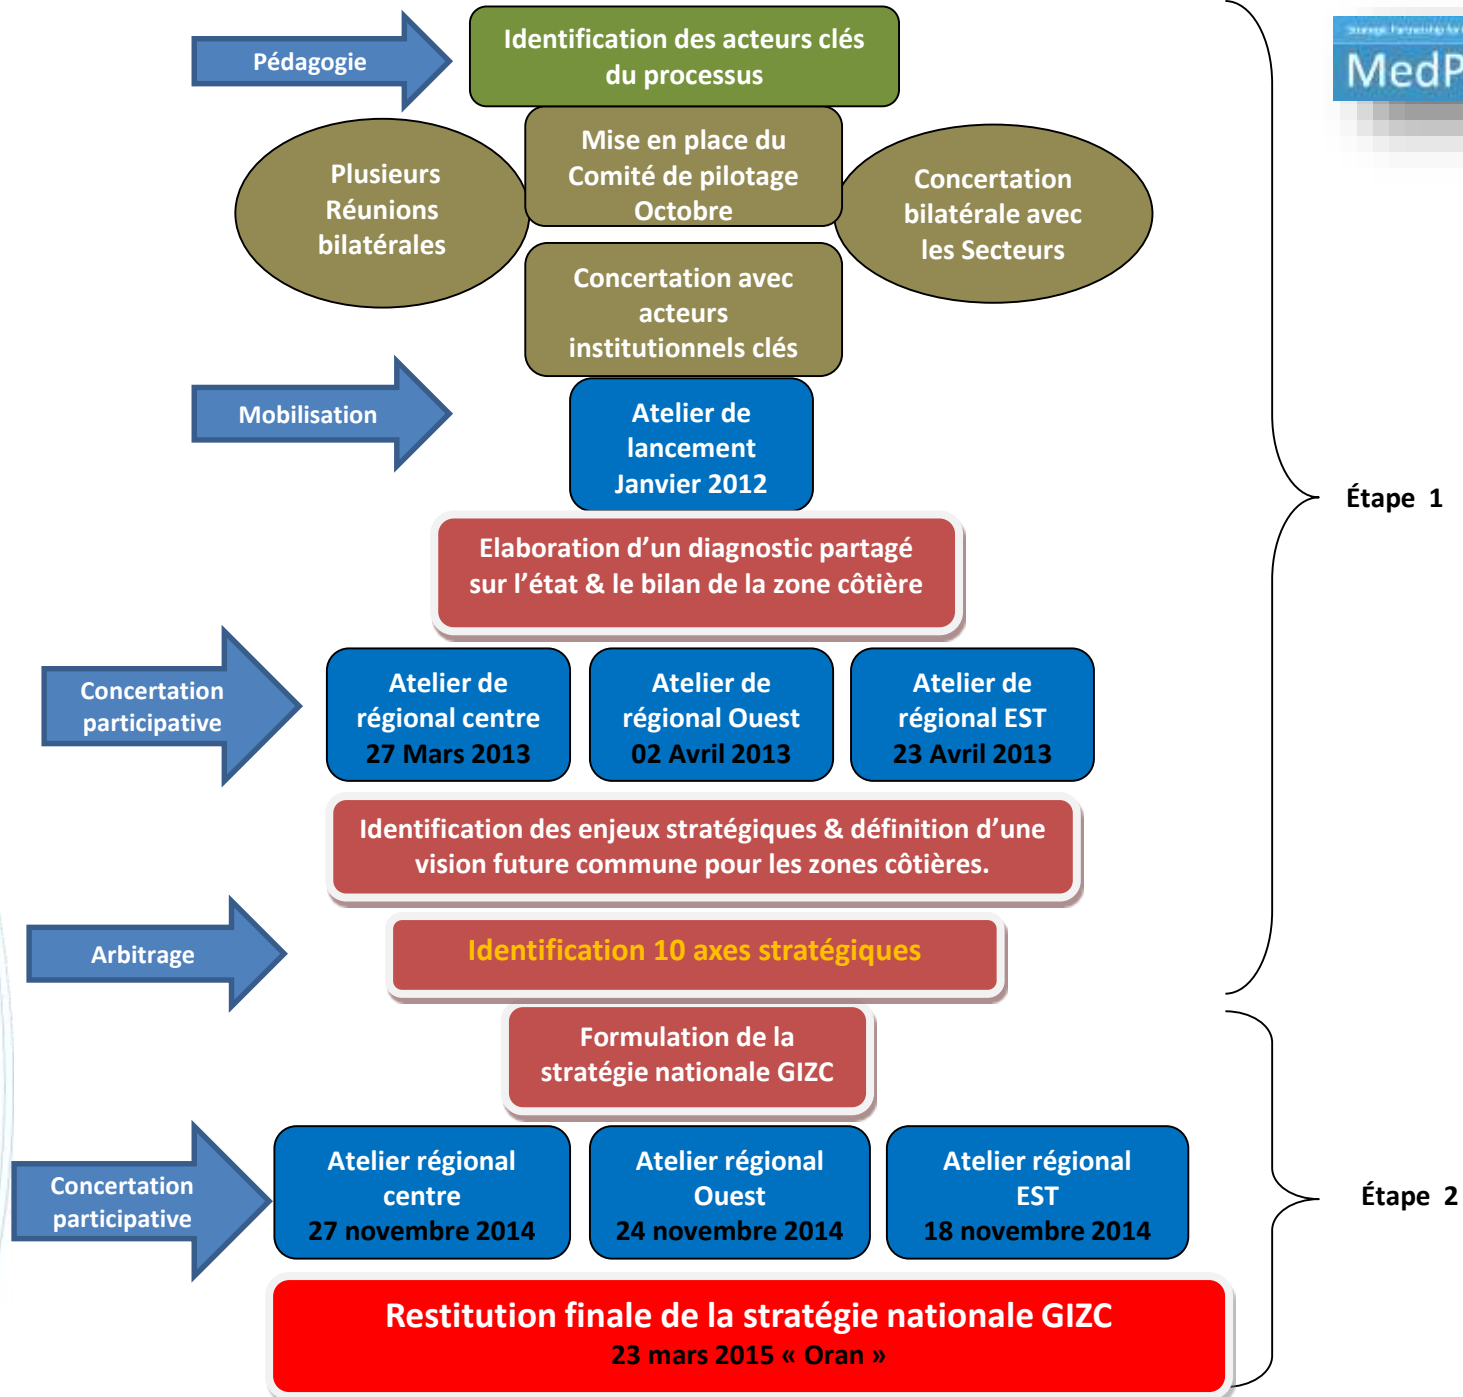 Pédagogie
Identification des acteurs clés
du processus
MedP
Plusieurs
Réunions
bilatérales
Mise en place du
Comité de pilotage
Octobre
Concertation
bilatérale avec
les Secteurs
Concertation avec
acteurs
institutionnels clés
Mobilisation
Atelier de
lancement
Janvier 2012
Étape 1
Elaboration d’un diagnostic partagé
sur l’état & le bilan de la zone côtière
Concertation
participative
Atelier de
régional centre
27 Mars 2013
Atelier de
régional Ouest
02 Avril 2013
Atelier de
régional EST
23 Avril 2013
Identification des enjeux stratégiques & définition d’une
vision future commune pour les zones côtières.
Arbitrage
Identification 10 axes stratégiques
Formulation de la
stratégie nationale GIZC
Concertation
participative
Atelier régional
centre
27 novembre 2014
Atelier régional
Ouest
24 novembre 2014
Atelier régional
EST
18 novembre 2014
Étape 2
Restitution finale de la stratégie nationale GIZC
23 mars 2015 « Oran »